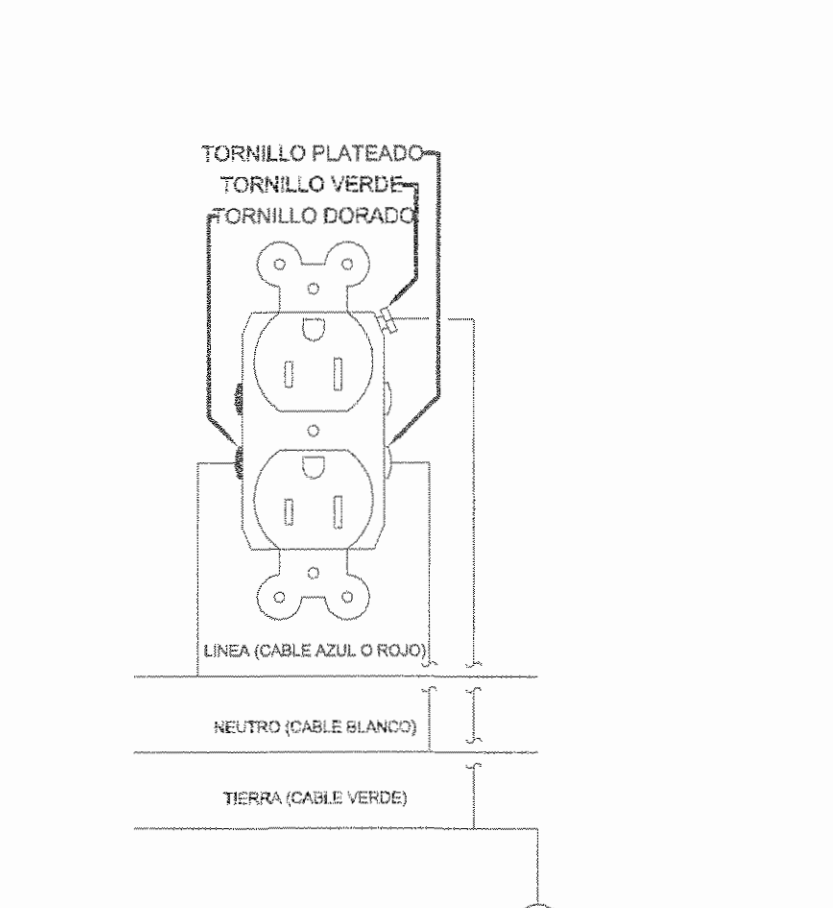 TORNILLO PLATEADO
TORNILLO VERDE
TORNILLO DORADO
LINEA (CABLE AZUL O ROJO)
NEUTRO (CABLE BLANCO)
TIERRA (CABLE VERDE)